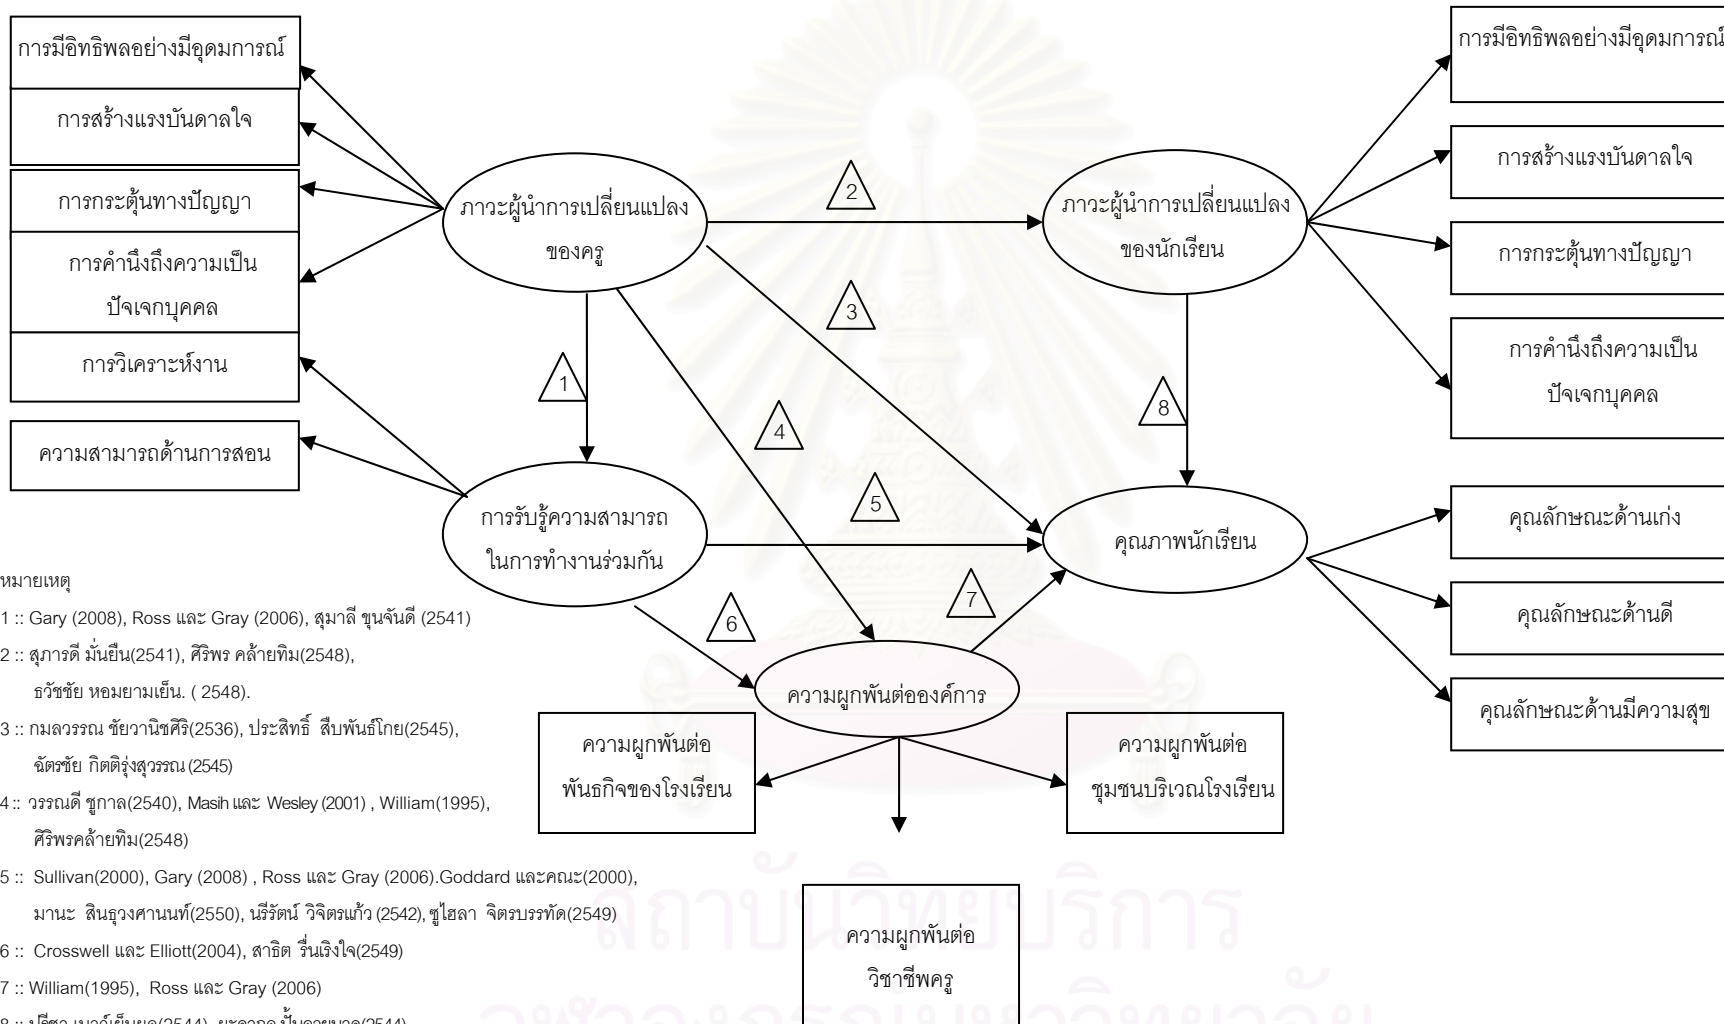 การมีอิทธิพลอย่างมีอุดมการณ์
การสร้างแรงบันดาลใจ
การกระตุ้นทางปัญญา
การคำนึงถึงความเป็น
ปัจเจกบุคคล
การวิเคราะห์งาน
ความสามารถด้านการสอน
ภาวะผู้นำการเปลี่ยนแปลง
ของครู
2
ภาวะผู้นำการเปลี่ยนแปลง
ของนักเรียน
การมีอิทธิพลอย่างมีอุดมการณ์
การสร้างแรงบันดาลใจ
การกระตุ้นทางปัญญา
การคำนึงถึงความเป็น
ปัจเจกบุคคล
3
1
4
8
5
การรับรู้ความสามารถ
ในการทำงานร่วมกัน
คุณภาพนักเรียน
คุณลักษณะด้านเก่ง
คุณลักษณะด้านดี
คุณลักษณะด้านมีความสุข
6
7
ความผูกพันต่อองค์การ
ความผูกพันต่อ
พันธกิจของโรงเรียน
ความผูกพันต่อ
ชุมชนบริเวณโรงเรียน
ความผูกพันต่อ
วิชาชีพครู
หมายเหตุ
1 :: Gary (2008), Ross และ Gray (2006), สุมาลี ขุนจันดี (2541)
2 :: สุภารดี มั่นยืน(2541), ศิริพร คล้ายทิม(2548),
ธวัชชัย หอมยามเย็น. ( 2548).
3 :: กมลวรรณ ชัยวานิชศิริ(2536), ประสิทธิ์ สืบพันธ์โกย(2545),
ฉัตรชัย กิตติรุ่งสุวรรณ (2545)
4 :: วรรณดี ชูกาล(2540), Masih และ Wesley (2001) , William(1995),
ศิริพรคล้ายทิม(2548)
5 :: Sullivan(2000), Gary (2008) , Ross และ Gray (2006).Goddard และคณะ(2000),
มานะ สินธุวงศานนท์(2550), นรีรัตน์ วิจิตรแก้ว (2542), ซูไฮลา จิตรบรรทัด(2549)
6 :: Crosswell และ Elliott(2004), สาธิต รื่นเริงใจ(2549)
7 :: William(1995), Ross และ Gray (2006)
สถาบันวิทยบริการ
จุฬาลงกรณ์มหาวิทยาลัย